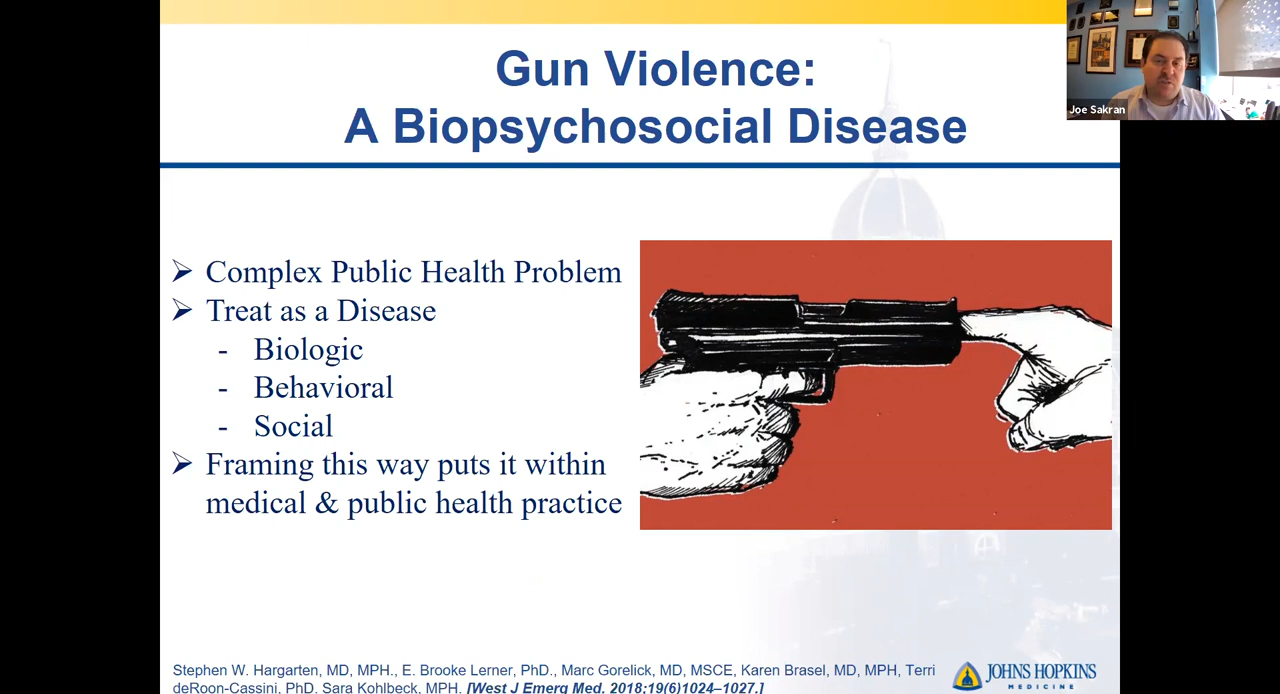 Gun Violence:
A Biopsychosocial Disease
Joe Sakran
➢ Complex Public Health Problem
➢ Treat as a Disease
- Biologic
- Behavioral
- Social
➢ Framing this way puts it within
medical & public health practice
Stephen W. Hargarten, MD, MPH., E. Brooke Lerner, PhD., Marc Gorelick, MD, MSCE, Karen Brasel, MD, MPH, Terri
deRoon-Cassini, PhD. Sara Kohlbeck, MPH. [West J Emerg Med. 2018;19(6)1024–1027.]
JOHNS HOPKINS
MEDICINE